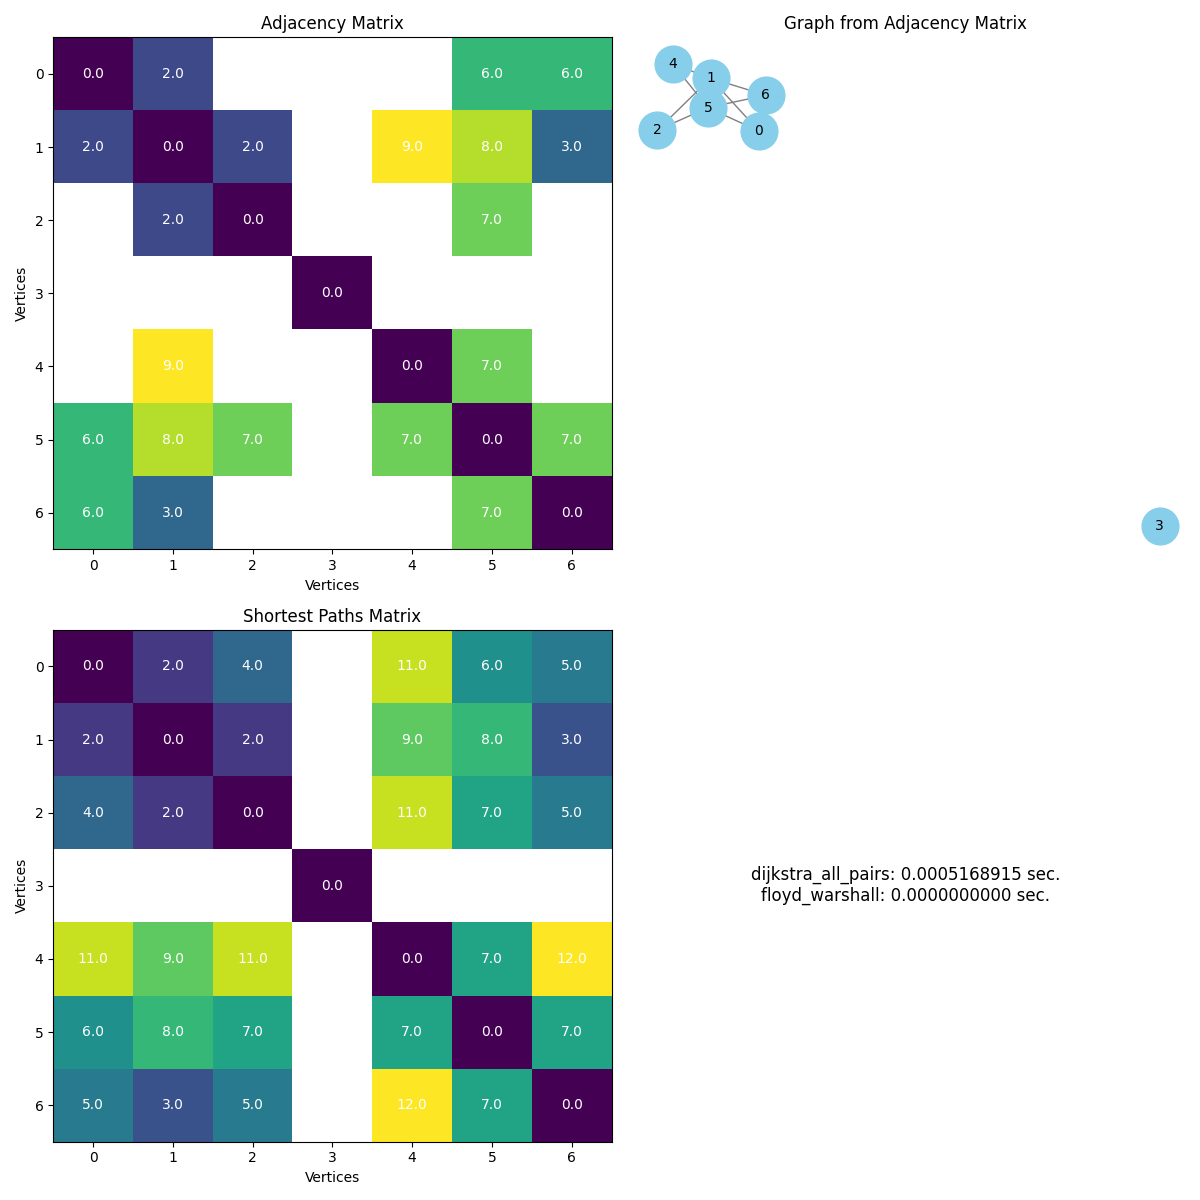 Adjacency Matrix
0 0.0 2.0 6.0 6.0
1 2.0 0.0 2.0 9.0 8.0 3.0
2 2.0 0.0 7.0
3 0.0
4 9.0 0.0 7.0
5 6.0 8.0 7.0 7.0 0.0 7.0
6 6.0 3.0 7.0 0.0
0 1 2 3 4 5 6
Vertices
Vertices
Graph from Adjacency Matrix
4
1
6
5
2
0
3
Shortest Paths Matrix
0 0.0 2.0 4.0 11.0 6.0 5.0
1 2.0 0.0 2.0 9.0 8.0 3.0
2 4.0 2.0 0.0 11.0 7.0 5.0
3 0.0
4 11.0 9.0 11.0 0.0 7.0 12.0
5 6.0 8.0 7.0 7.0 0.0 7.0
6 5.0 3.0 5.0 12.0 7.0 0.0
0 1 2 3 4 5 6
Vertices
Vertices
dijkstra_all_pairs: 0.0005168915 sec.
floyd_warshall: 0.0000000000 sec.